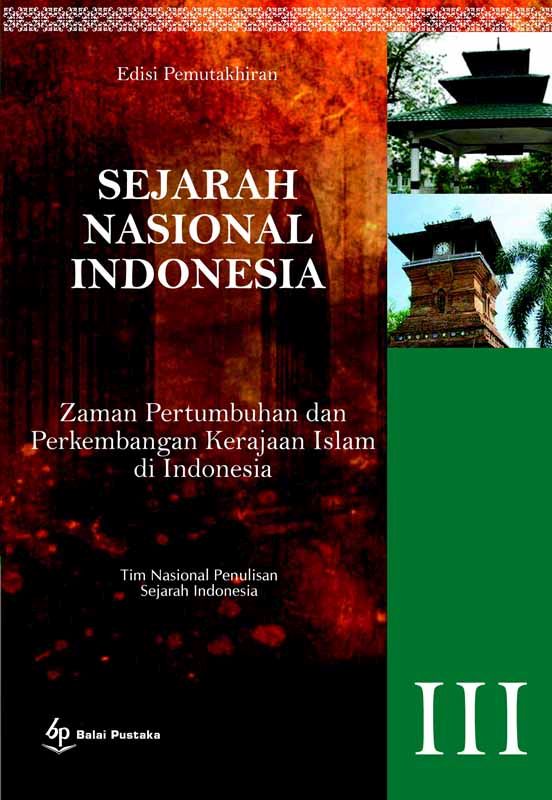 Edisi Pemutakhiran
SEJARAH
NASIONAL
INDONESIA
Zaman Pertumbuhan dan
Perkembangan Kerajaan Islam
di Indonesia
Tim Nasional Penulisan
Sejarah Indonesia
bp Balai Pustaka
III